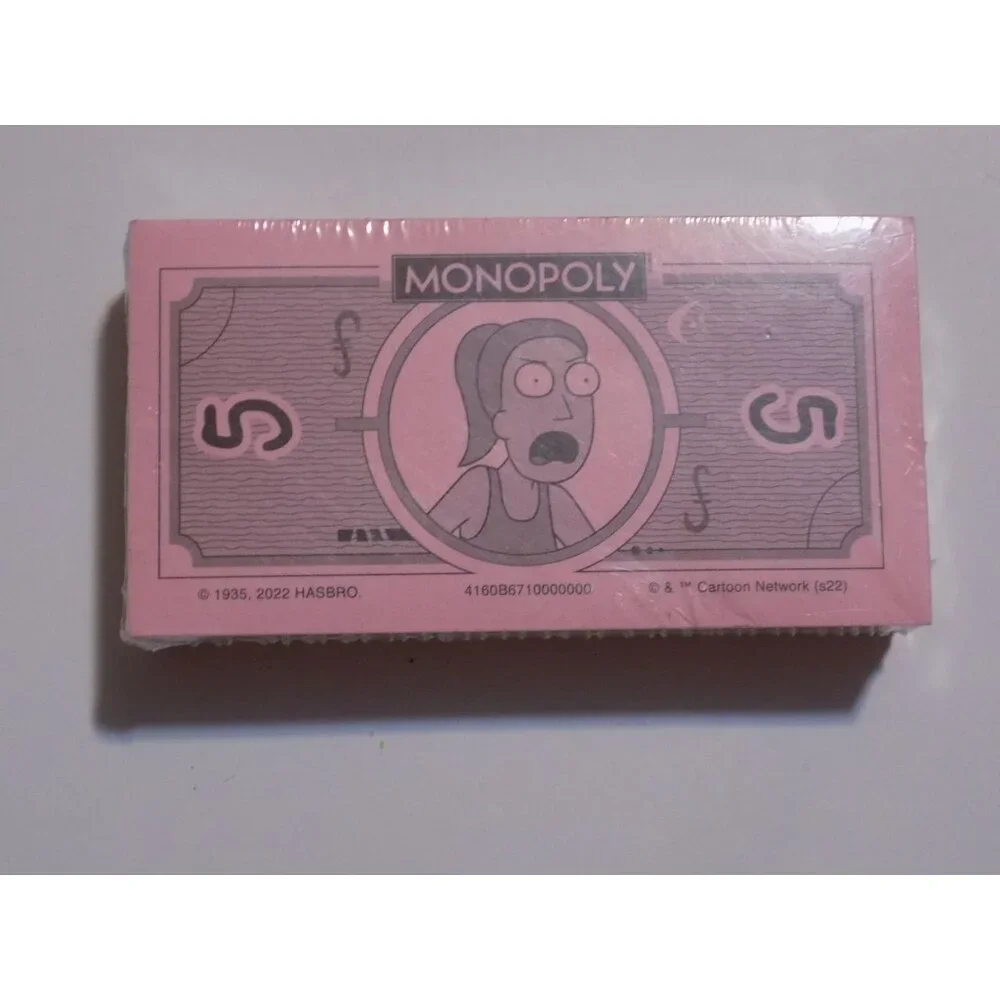 MONOPOLY
5 5
© 1935, 2022 HASBRO. 4160B6710000000 © & ™ Cartoon Network (s22)